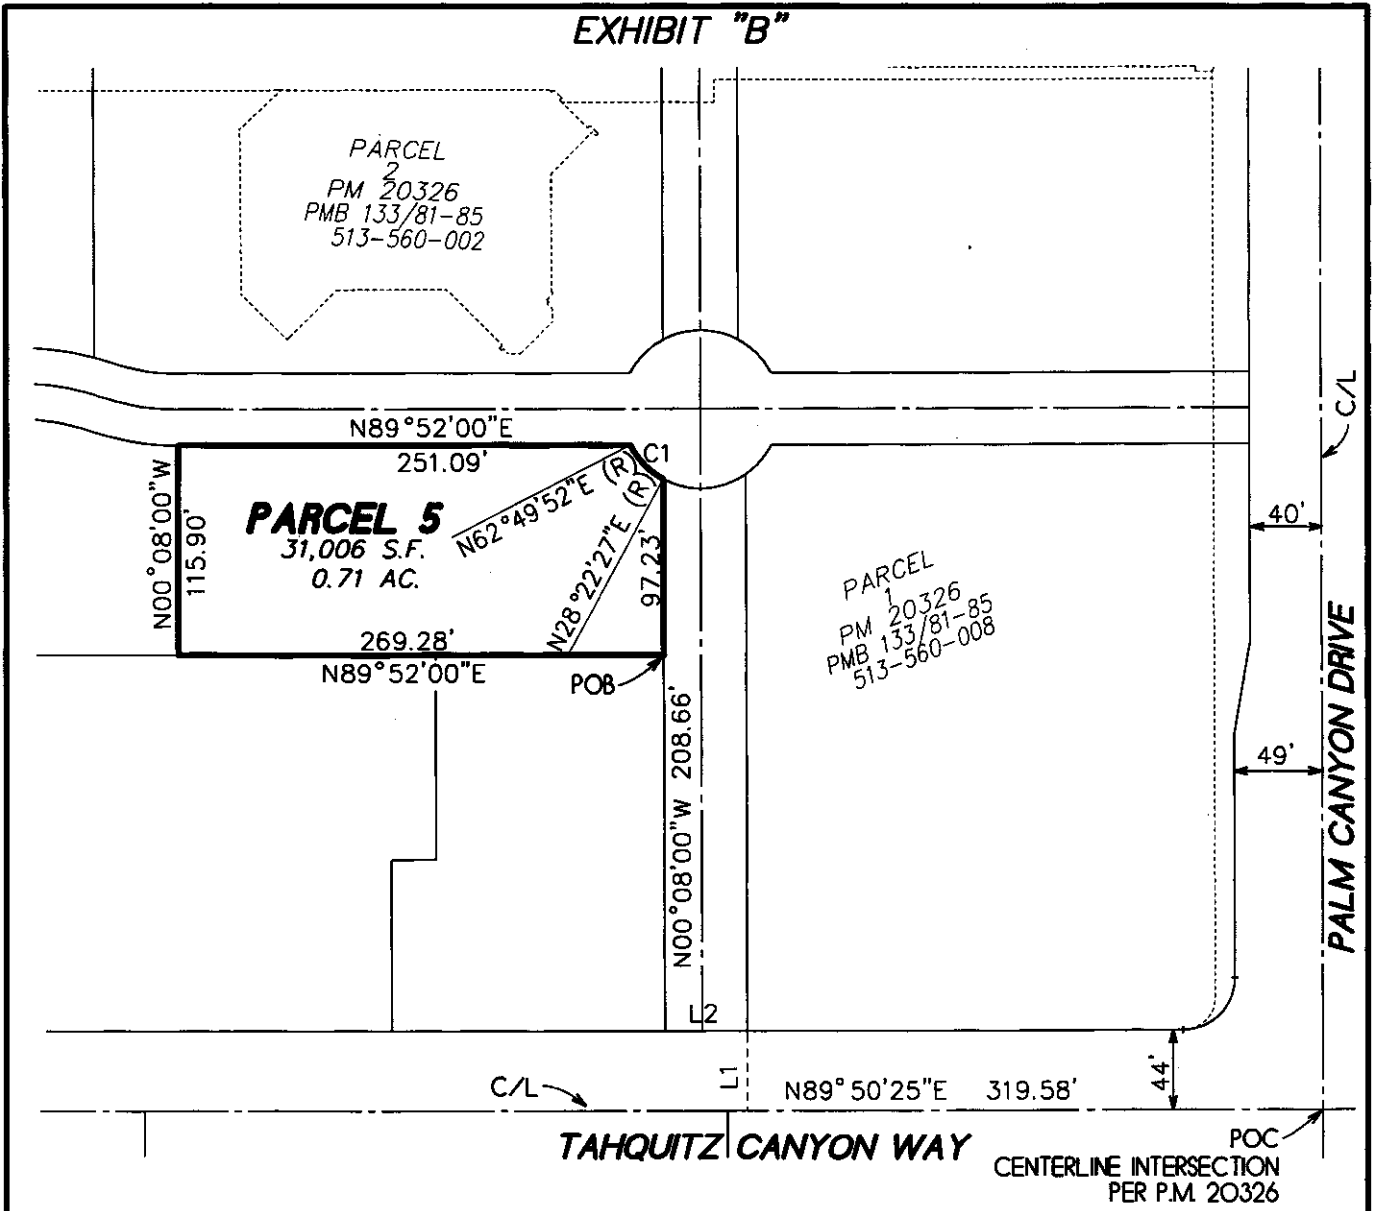 EXHIBIT "B"
PARCEL
2
PM 20326
PMB 133/81-85
513-560-002
C/L
N89°52'00"E
251.09'
C1
N62°49'52"E (R)
N28°22'27"E (R)
N00°08'00"W
115.90'
PARCEL 5
31,006 S.F.
0.71 AC.
97.23'
269.28'
N89°52'00"E
POB
40'
PARCEL
1
PM 20326
PMB 133/81-85
513-560-008
49'
PALM CANYON DRIVE
N00°08'00"W 208.66'
L2
L1
44'
C/L
N89°50'25"E 319.58'
TAHQUITZ CANYON WAY
POC
CENTERLINE INTERSECTION
PER P.M. 20326